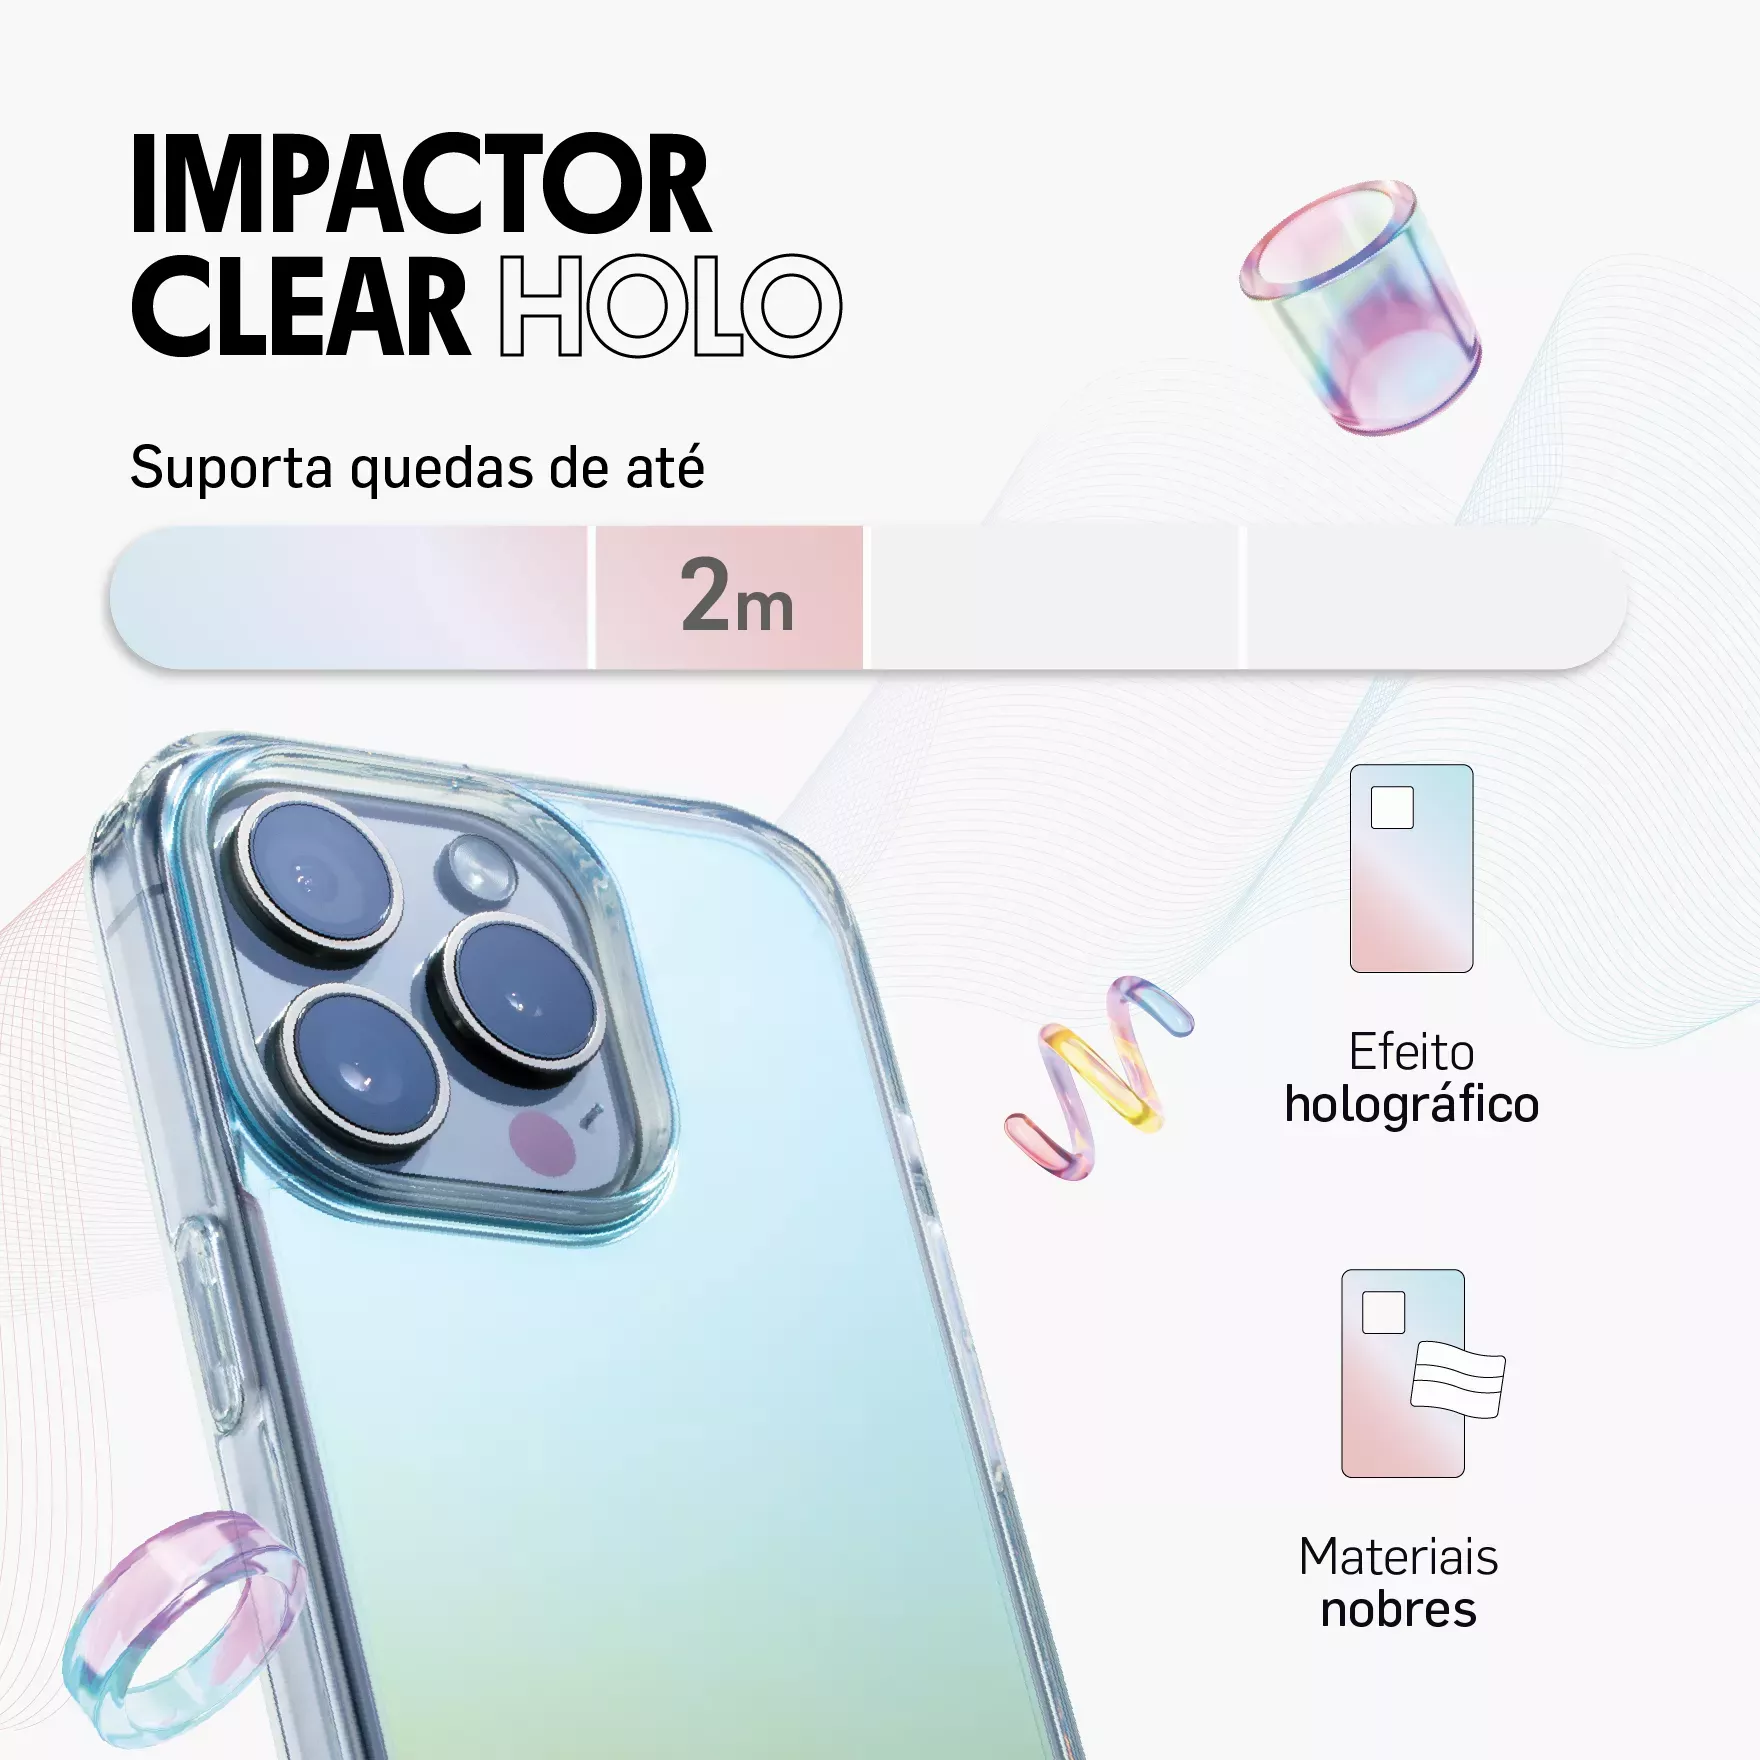 IMPACTOR
CLEAR HOLO
Suporta quedas de até
2m
Efeito
holográfico
Materiais
nobres